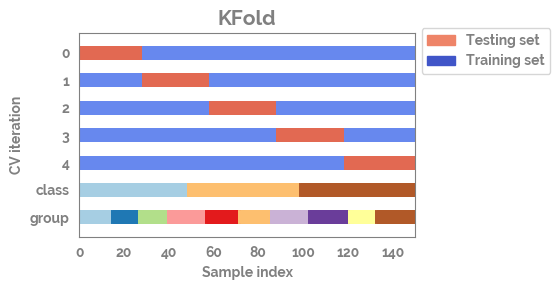 KFold
Testing set
Training set
CV iteration
0
1
2
3
4
class
group
0 20 40 60 80 100 120 140
Sample index